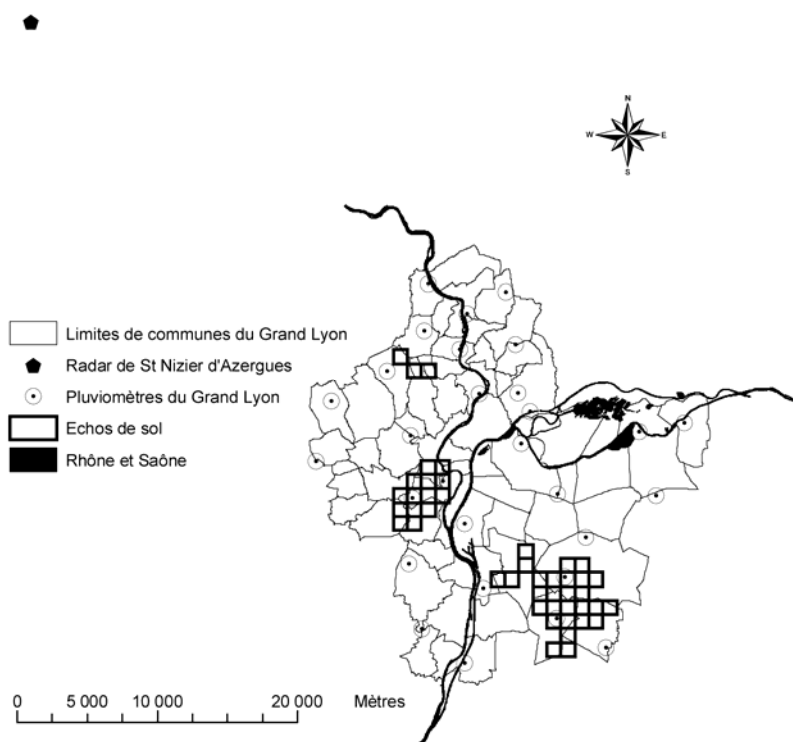 N
W E
S
Limites de communes du Grand Lyon
Radar de St Nizier d'Azergues
Pluviomètres du Grand Lyon
Echos de sol
Rhône et Saône
0 5 000 10 000 20 000 Mètres